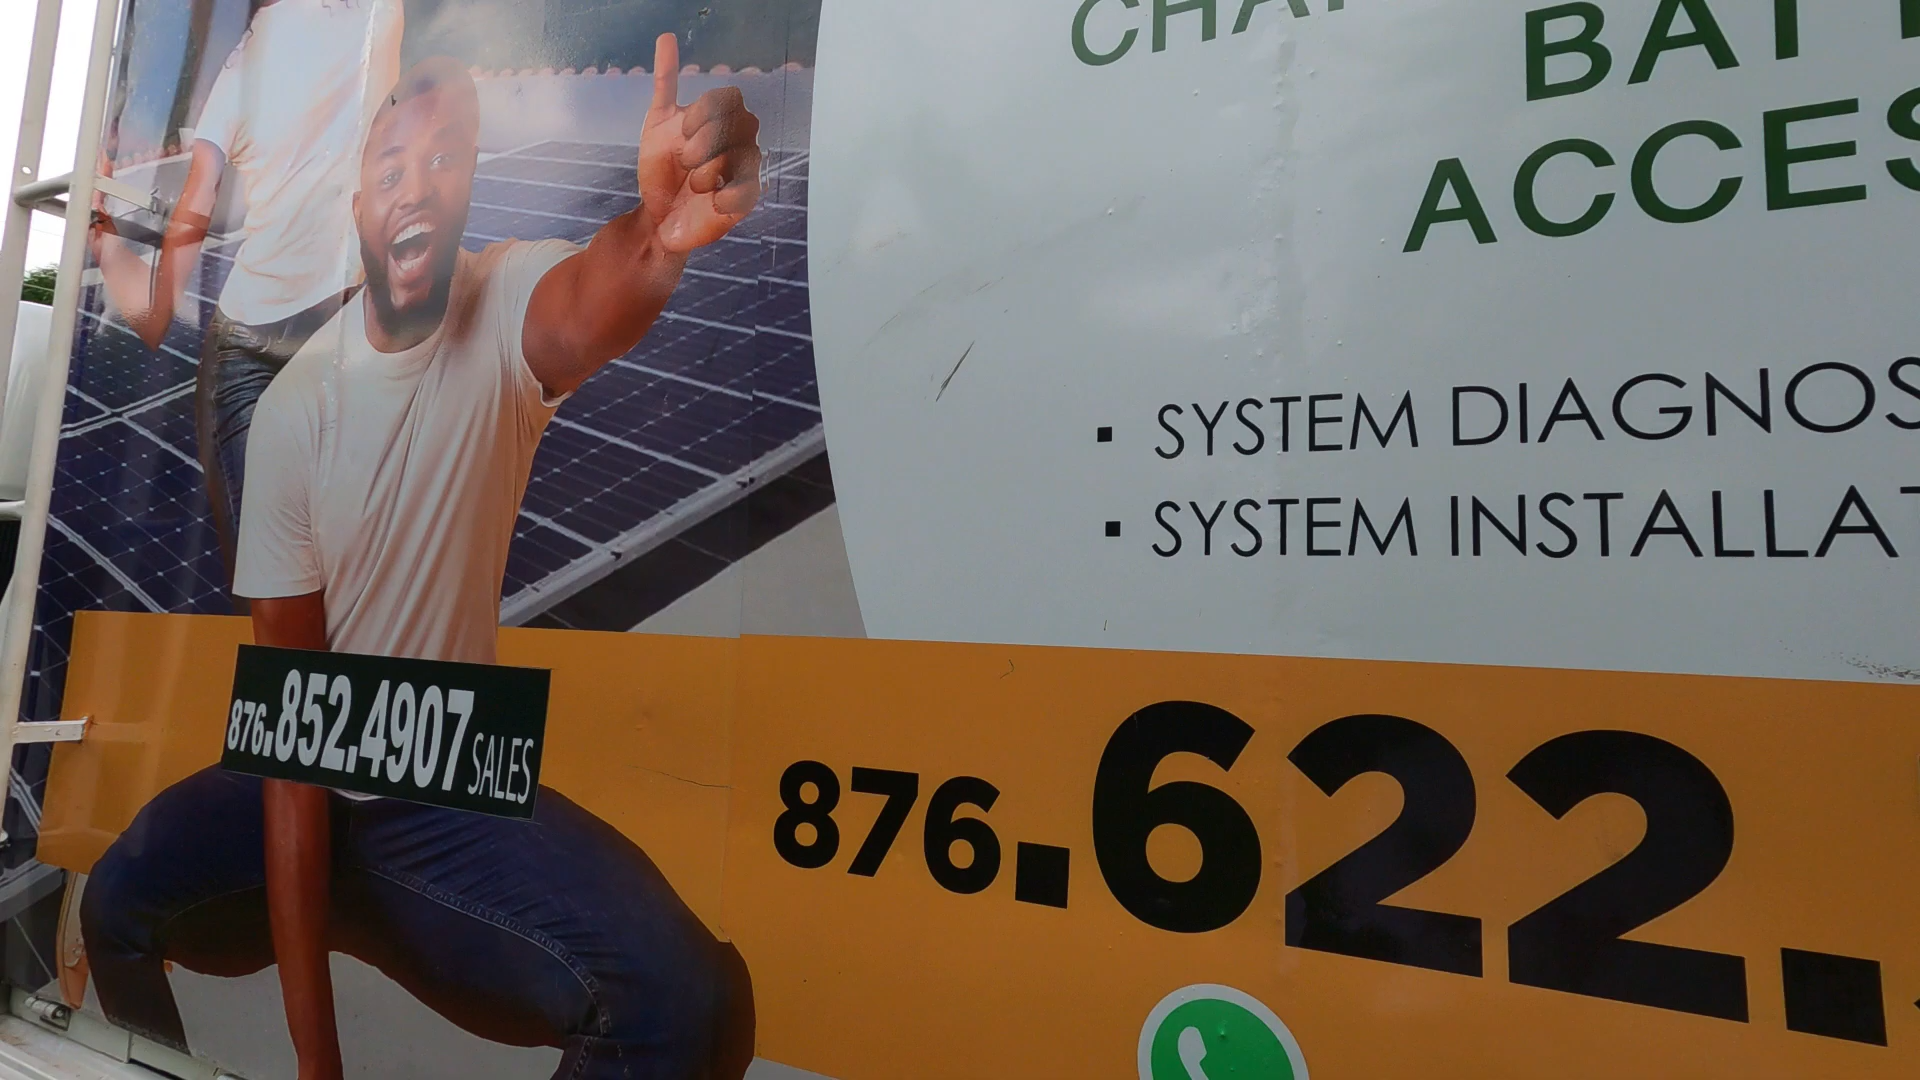 BAT
ACCES
▪ SYSTEM DIAGNOS
▪ SYSTEM INSTALLAT
876.852.4907 SALES
876.622.